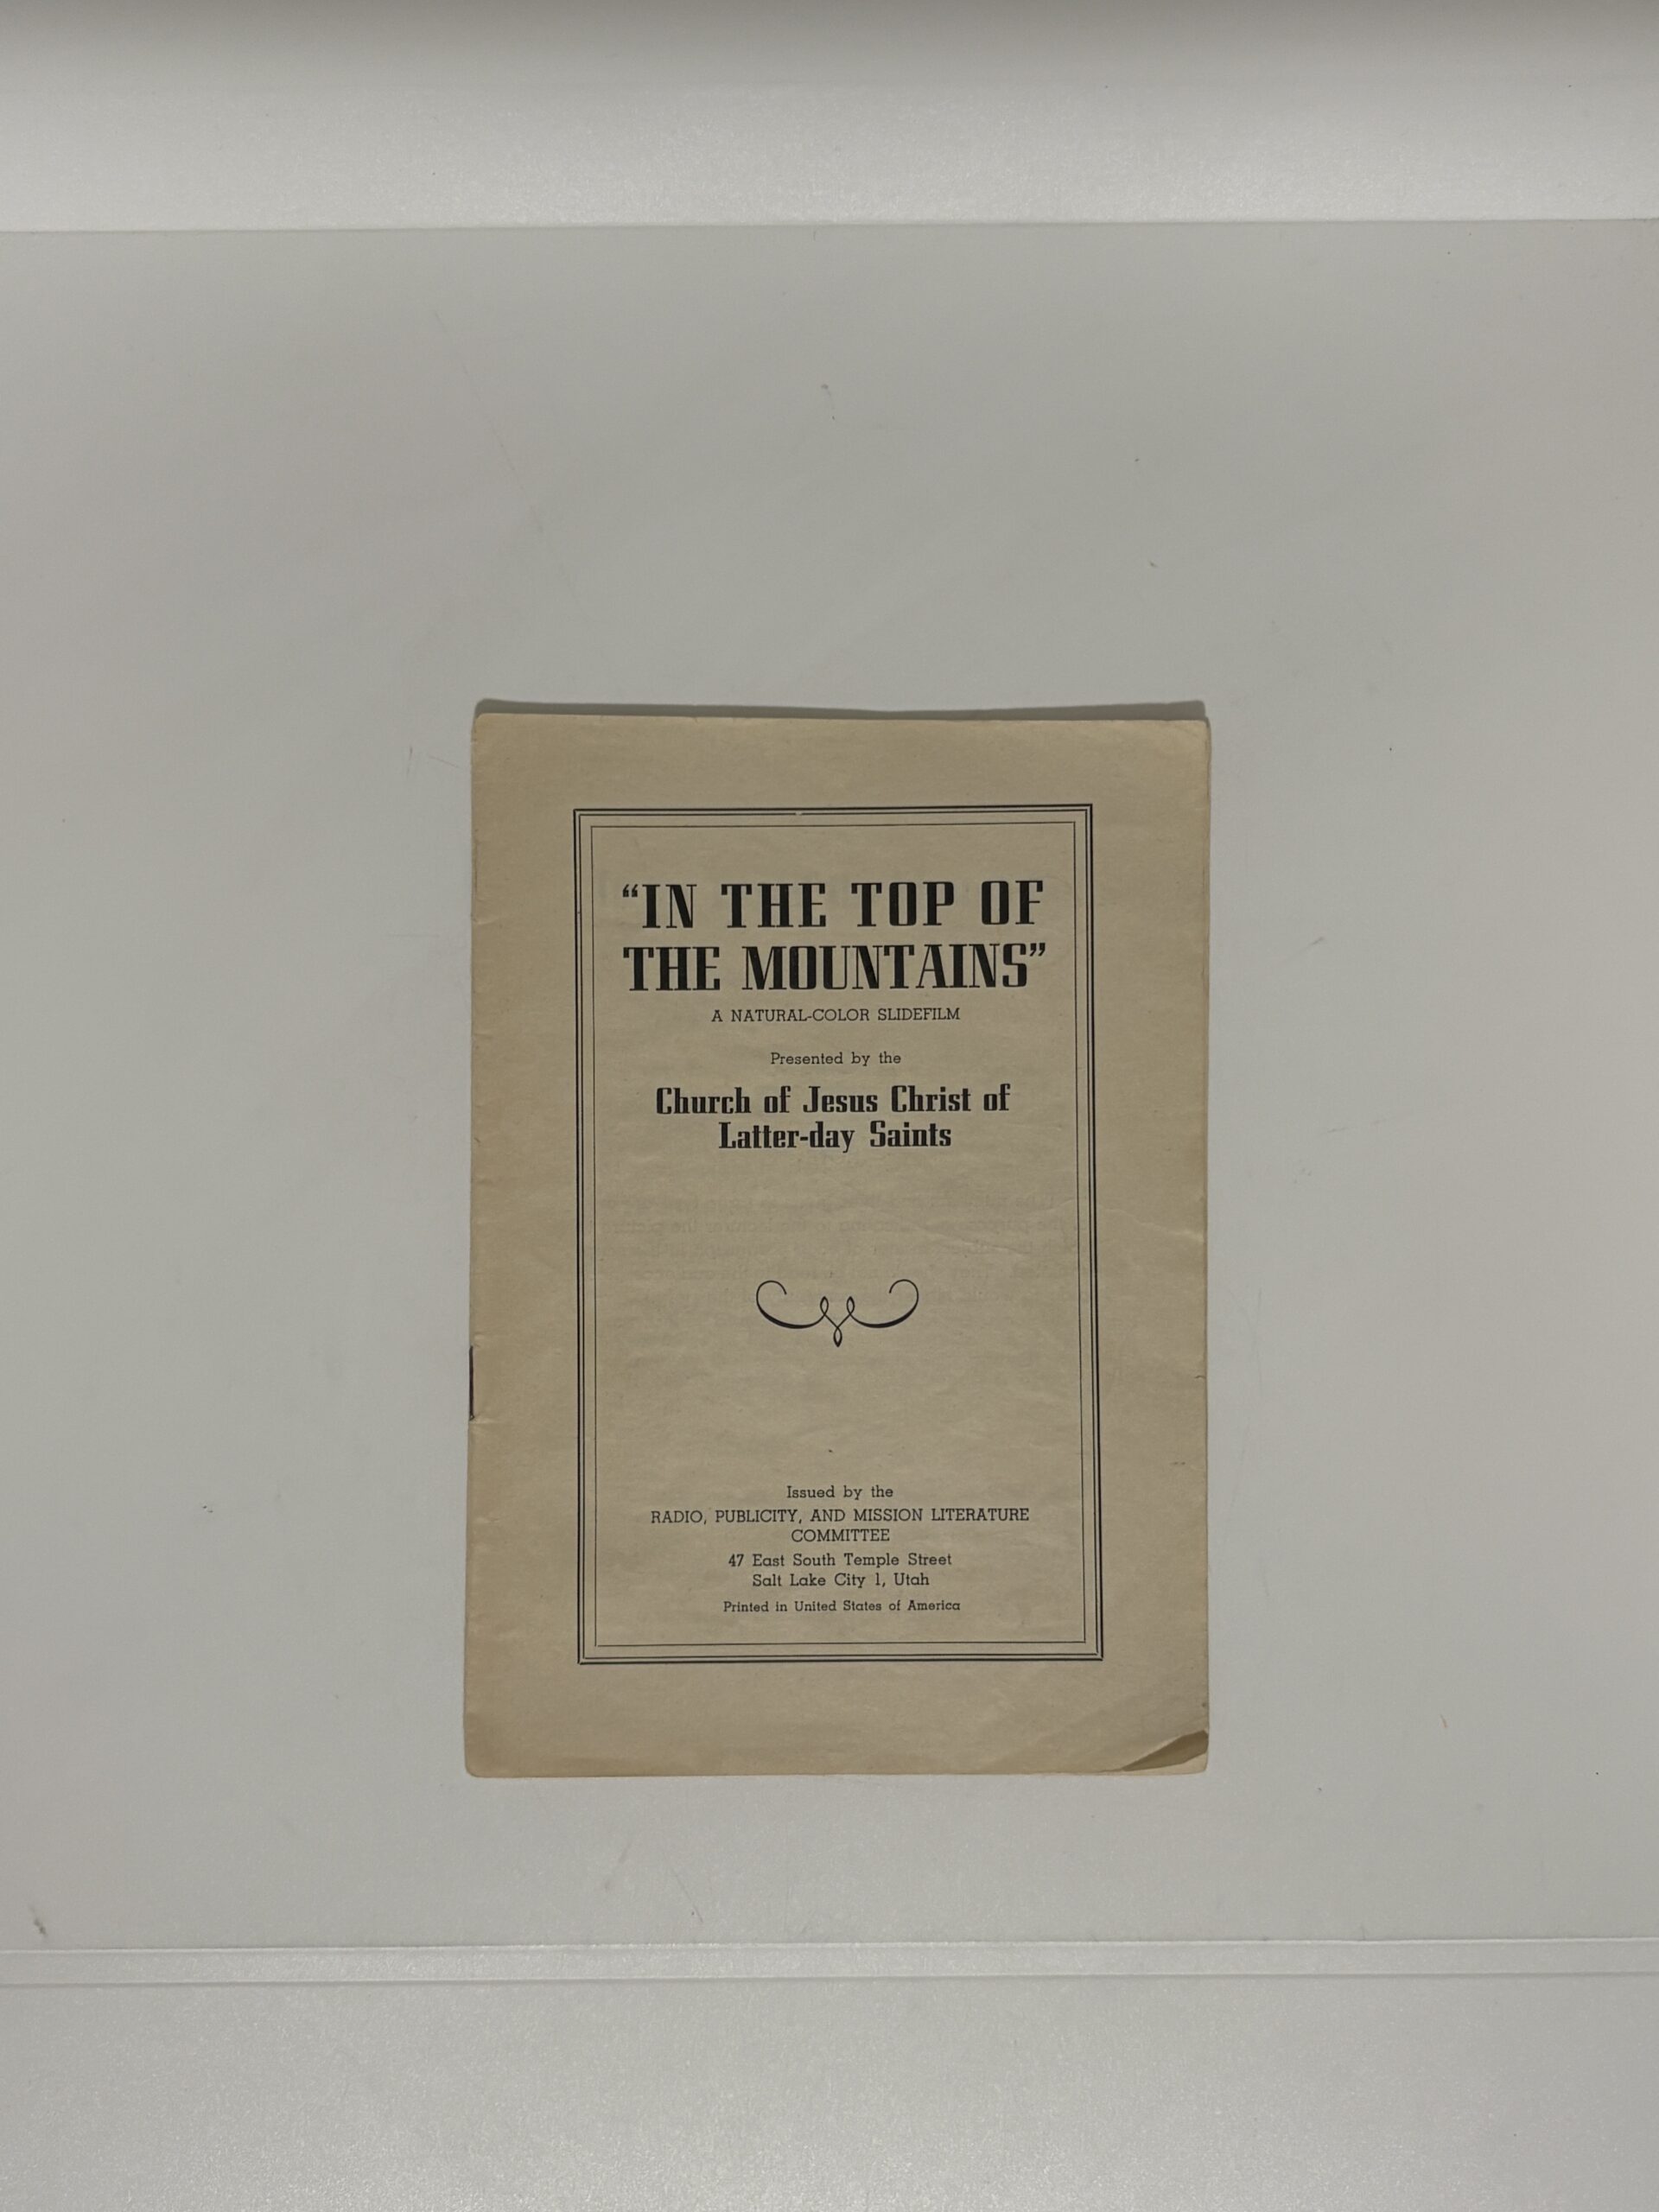 “IN THE TOP OF
THE MOUNTAINS”
A NATURAL-COLOR SLIDEFILM
Presented by the
Church of Jesus Christ of
Latter-day Saints
Issued by the
RADIO, PUBLICITY, AND MISSION LITERATURE
COMMITTEE
47 East South Temple Street
Salt Lake City 1, Utah
Printed in United States of America